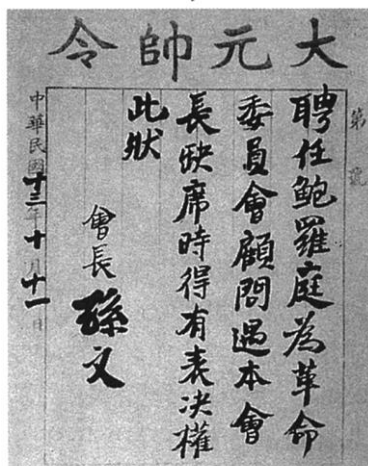 大元帥令
第 號
聘任鮑羅庭為革命
委員會顧問遇本會
長缺席時得有表决權
此狀
會長 孫文
中華民國十三年十月十一日